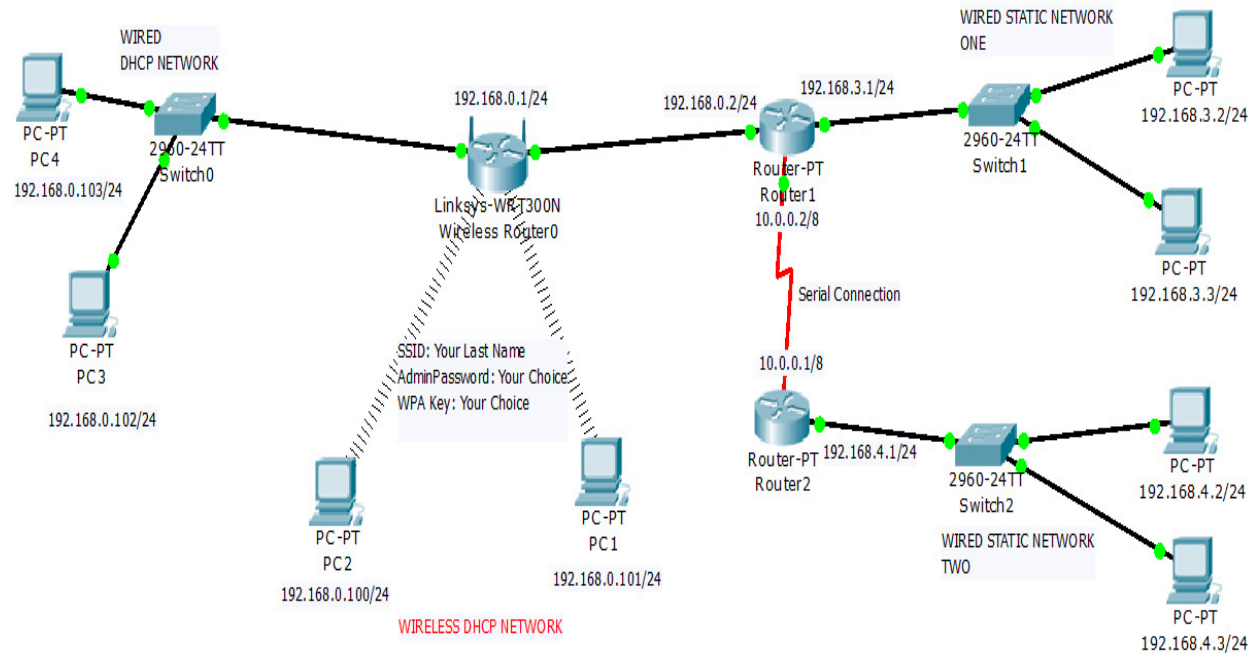 WIRED
DHCP NETWORK
PC-PT
PC4
192.168.0.103/24
2960-24TT
Switch0
PC-PT
PC3
192.168.0.102/24
192.168.0.1/24
Linksys-WRT300N
Wireless Router0
SSID: Your Last Name
AdminPassword: Your Choice
WPA Key: Your Choice
PC-PT
PC2
192.168.0.100/24
PC-PT
PC1
192.168.0.101/24
WIRELESS DHCP NETWORK
192.168.0.2/24
192.168.3.1/24
Router-PT
Router1
10.0.0.2/8
Serial Connection
10.0.0.1/8
Router-PT
Router2
192.168.4.1/24
WIRED STATIC NETWORK
ONE
2960-24TT
Switch1
PC-PT
192.168.3.2/24
PC-PT
192.168.3.3/24
2960-24TT
Switch2
WIRED STATIC NETWORK
TWO
PC-PT
192.168.4.2/24
PC-PT
192.168.4.3/24